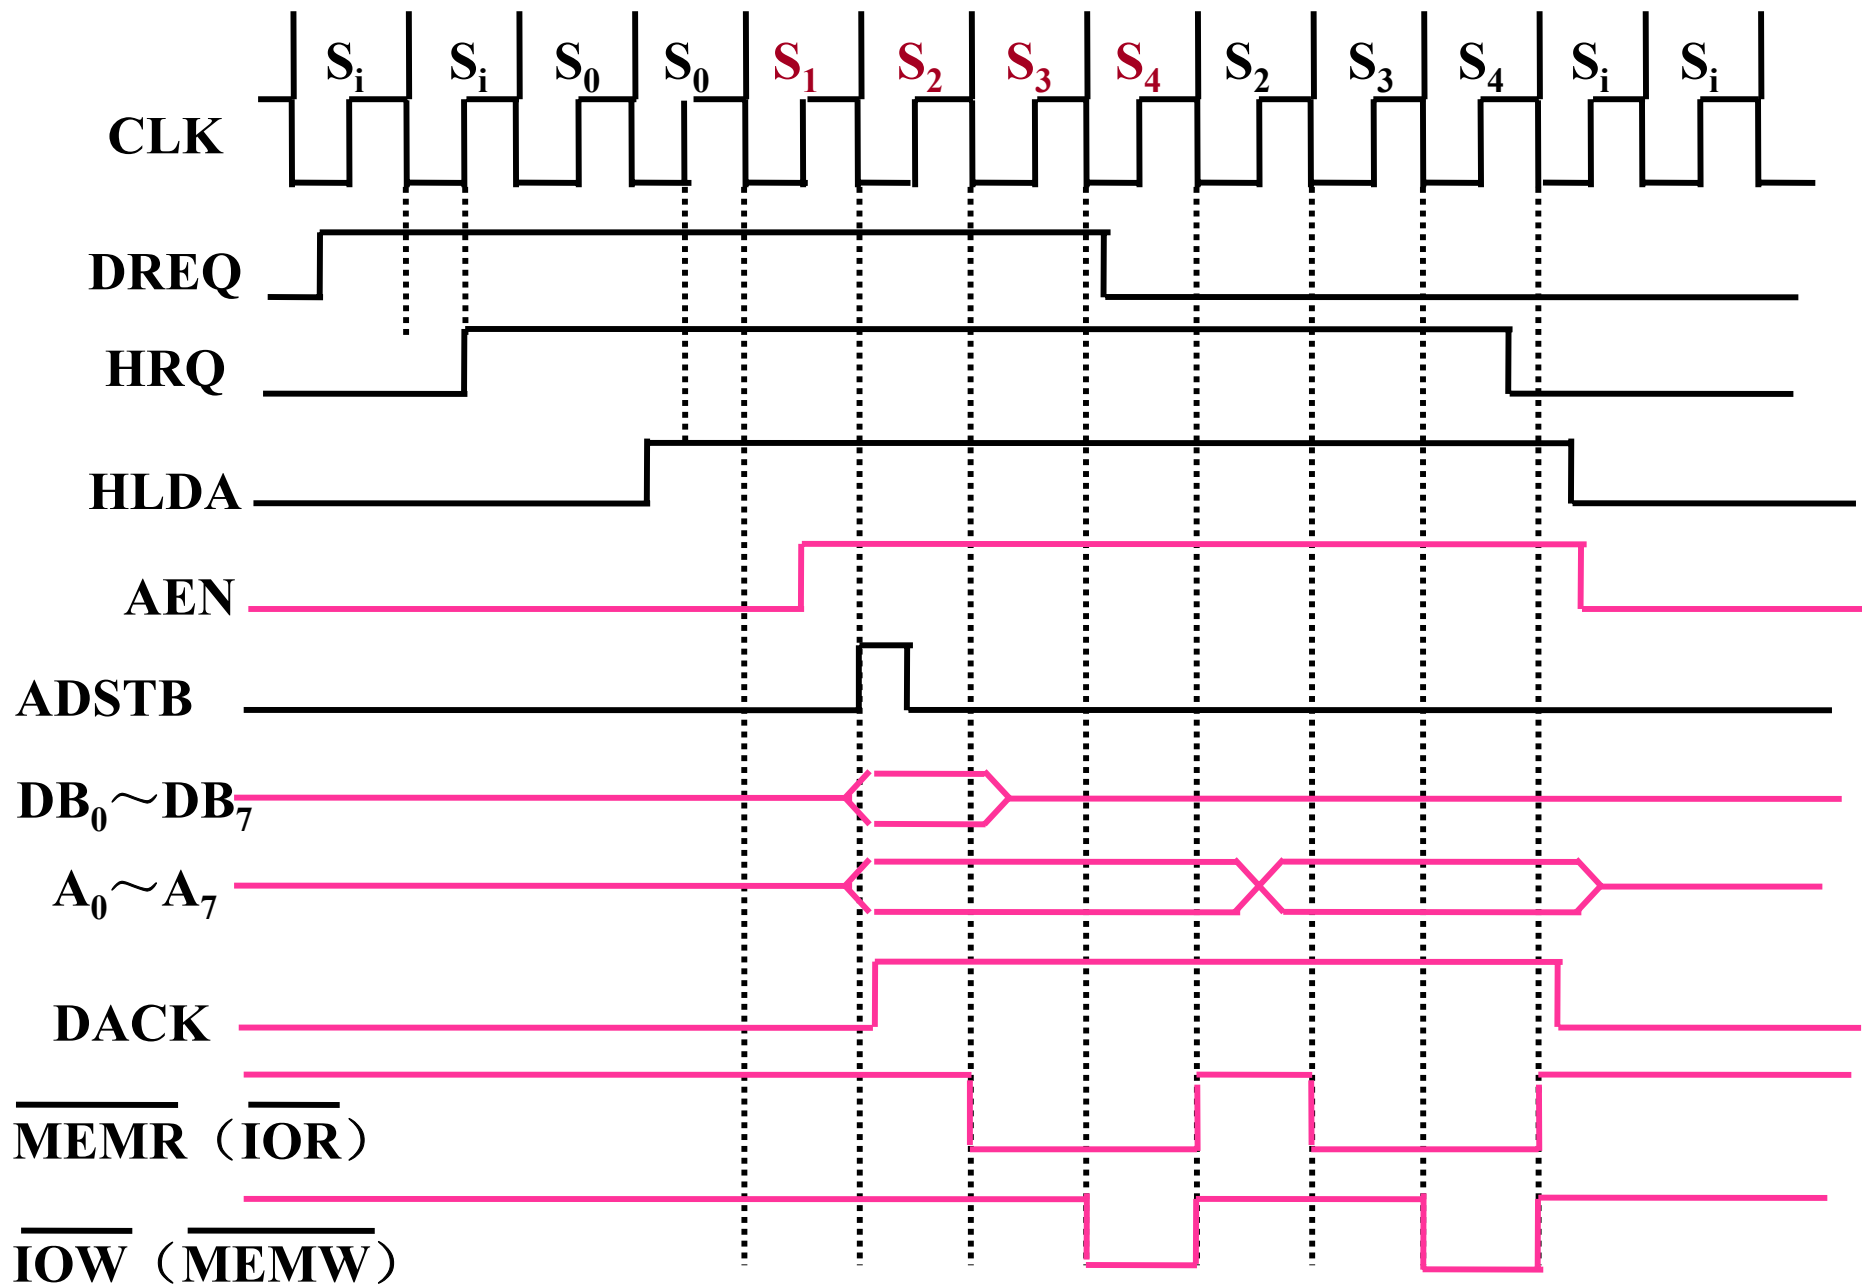 Si Si S0 S0 S1 S2 S3 S4 S2 S3 S4 Si Si
CLK
DREQ
HRQ
HLDA
AEN
ADSTB
DB0～DB7
A0～A7
DACK
MEMR（IOR）
IOW（MEMW）